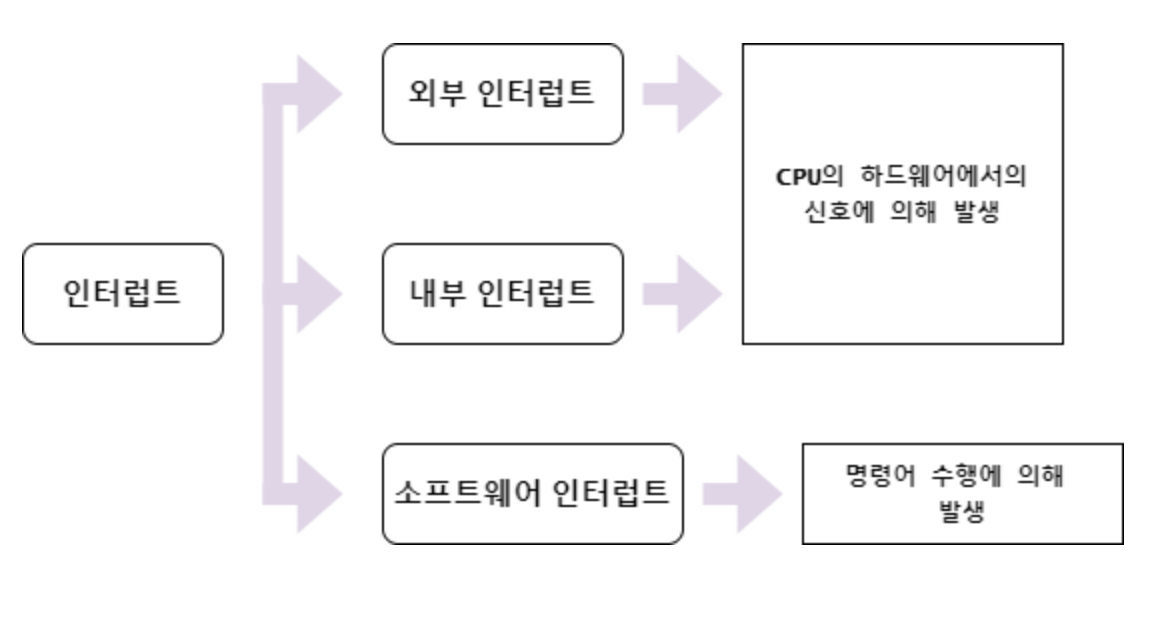 외부 인터럽트
CPU의 하드웨어에서의
신호에 의해 발생
인터럽트
내부 인터럽트
소프트웨어 인터럽트
명령어 수행에 의해
발생